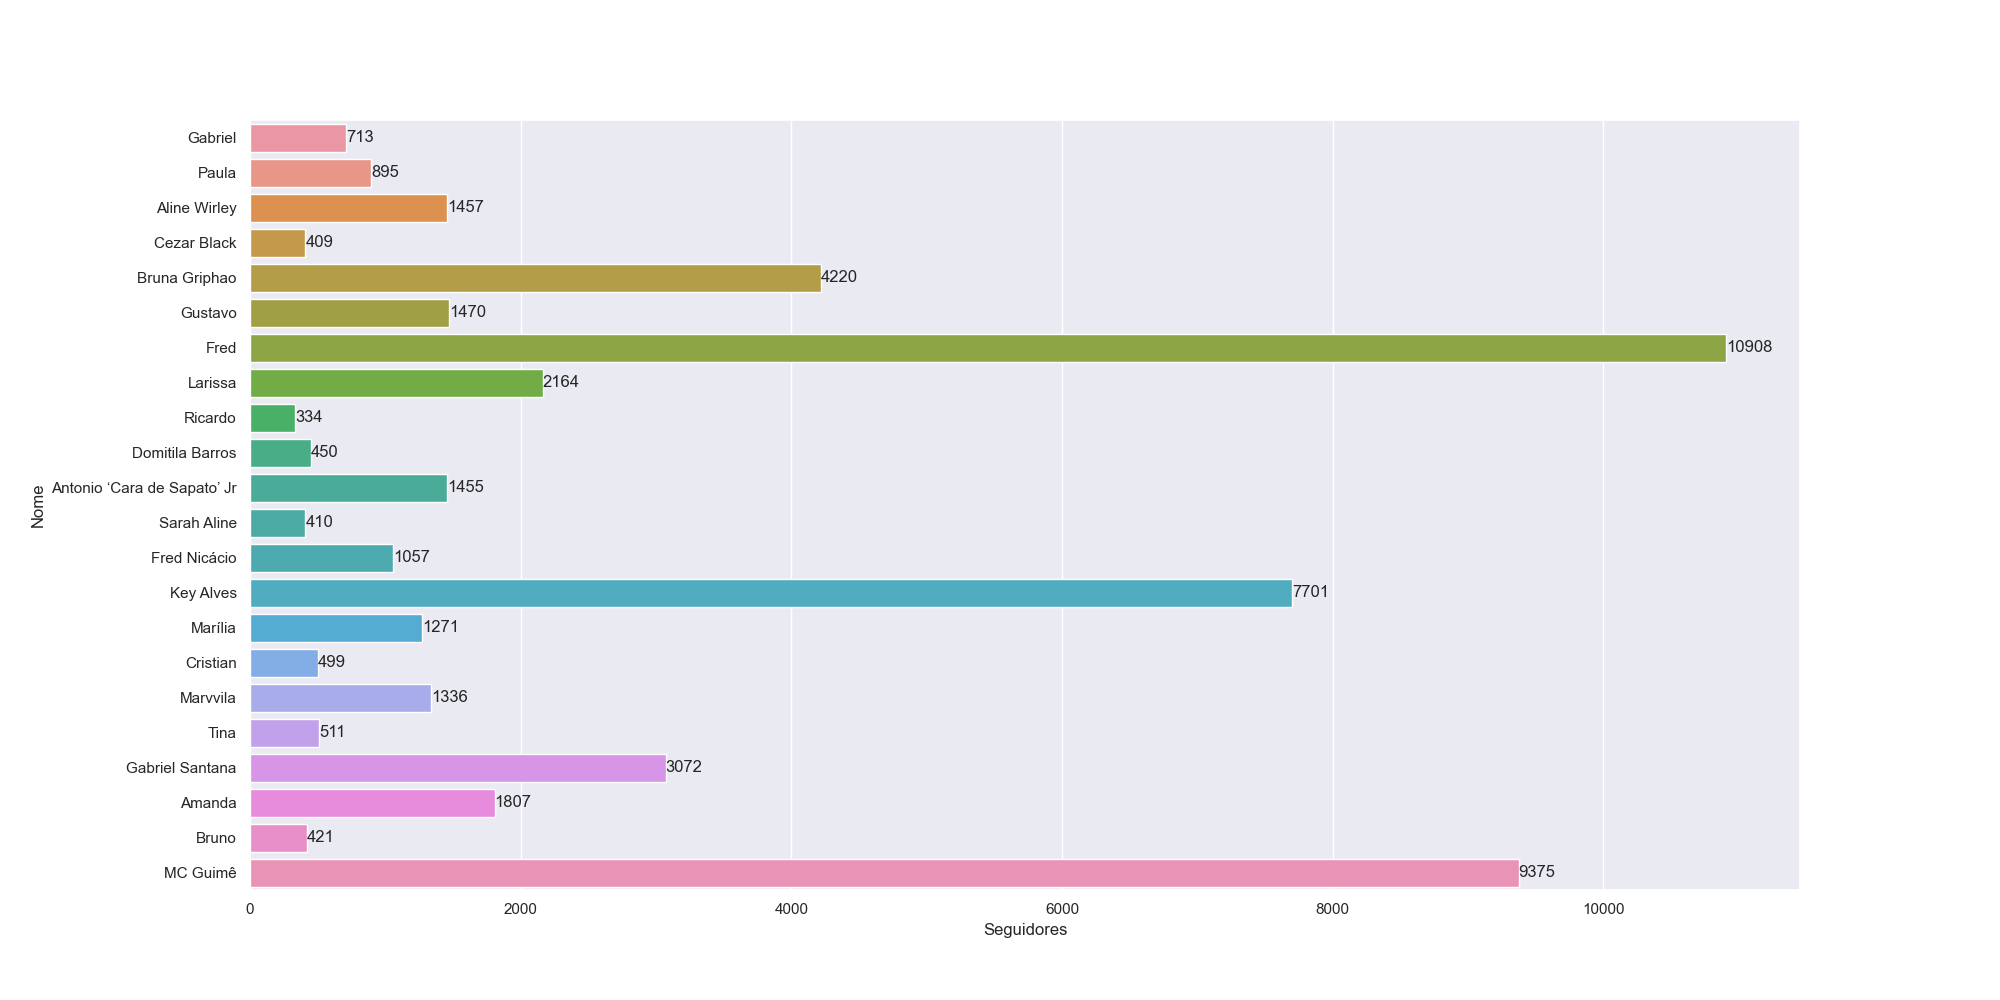 Gabriel 713
Paula 895
Aline Wirley 1457
Cezar Black 409
Bruna Griphao 4220
Gustavo 1470
Fred 10908
Larissa 2164
Ricardo 334
Domitila Barros 450
Antonio ‘Cara de Sapato’ Jr 1455
Sarah Aline 410
Fred Nicácio 1057
Key Alves 7701
Marília 1271
Cristian 499
Marvvila 1336
Tina 511
Gabriel Santana 3072
Amanda 1807
Bruno 421
MC Guimê 9375
Nome
0 2000 4000 6000 8000 10000
Seguidores